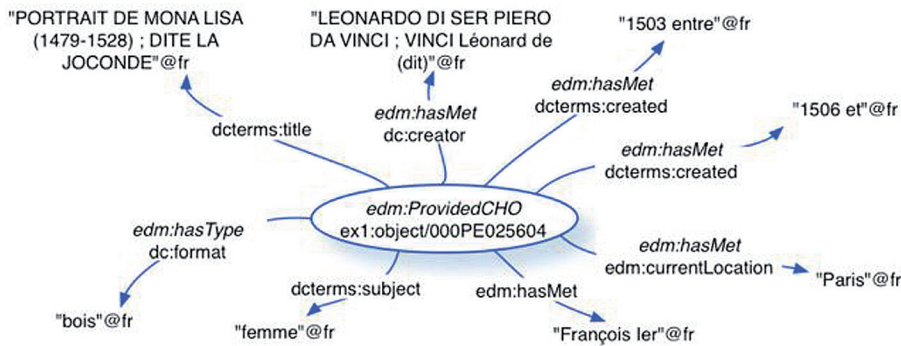 "PORTRAIT DE MONA LISA
(1479-1528) ; DITE LA
JOCONDE"@fr
"LEONARDO DI SER PIERO
DA VINCI ; VINCI Léonard de
(dit)"@fr
"1503 entre"@fr
edm:hasMet
dcterms:created
"1506 et"@fr
edm:hasMet
dcterms:created
edm:hasMet
dc:creator
dcterms:title
edm:ProvidedCHO
ex1:object/000PE025604
edm:hasType
dc:format
edm:hasMet
edm:currentLocation
"Paris"@fr
dcterms:subject
edm:hasMet
"bois"@fr
"femme"@fr
"François Ier"@fr